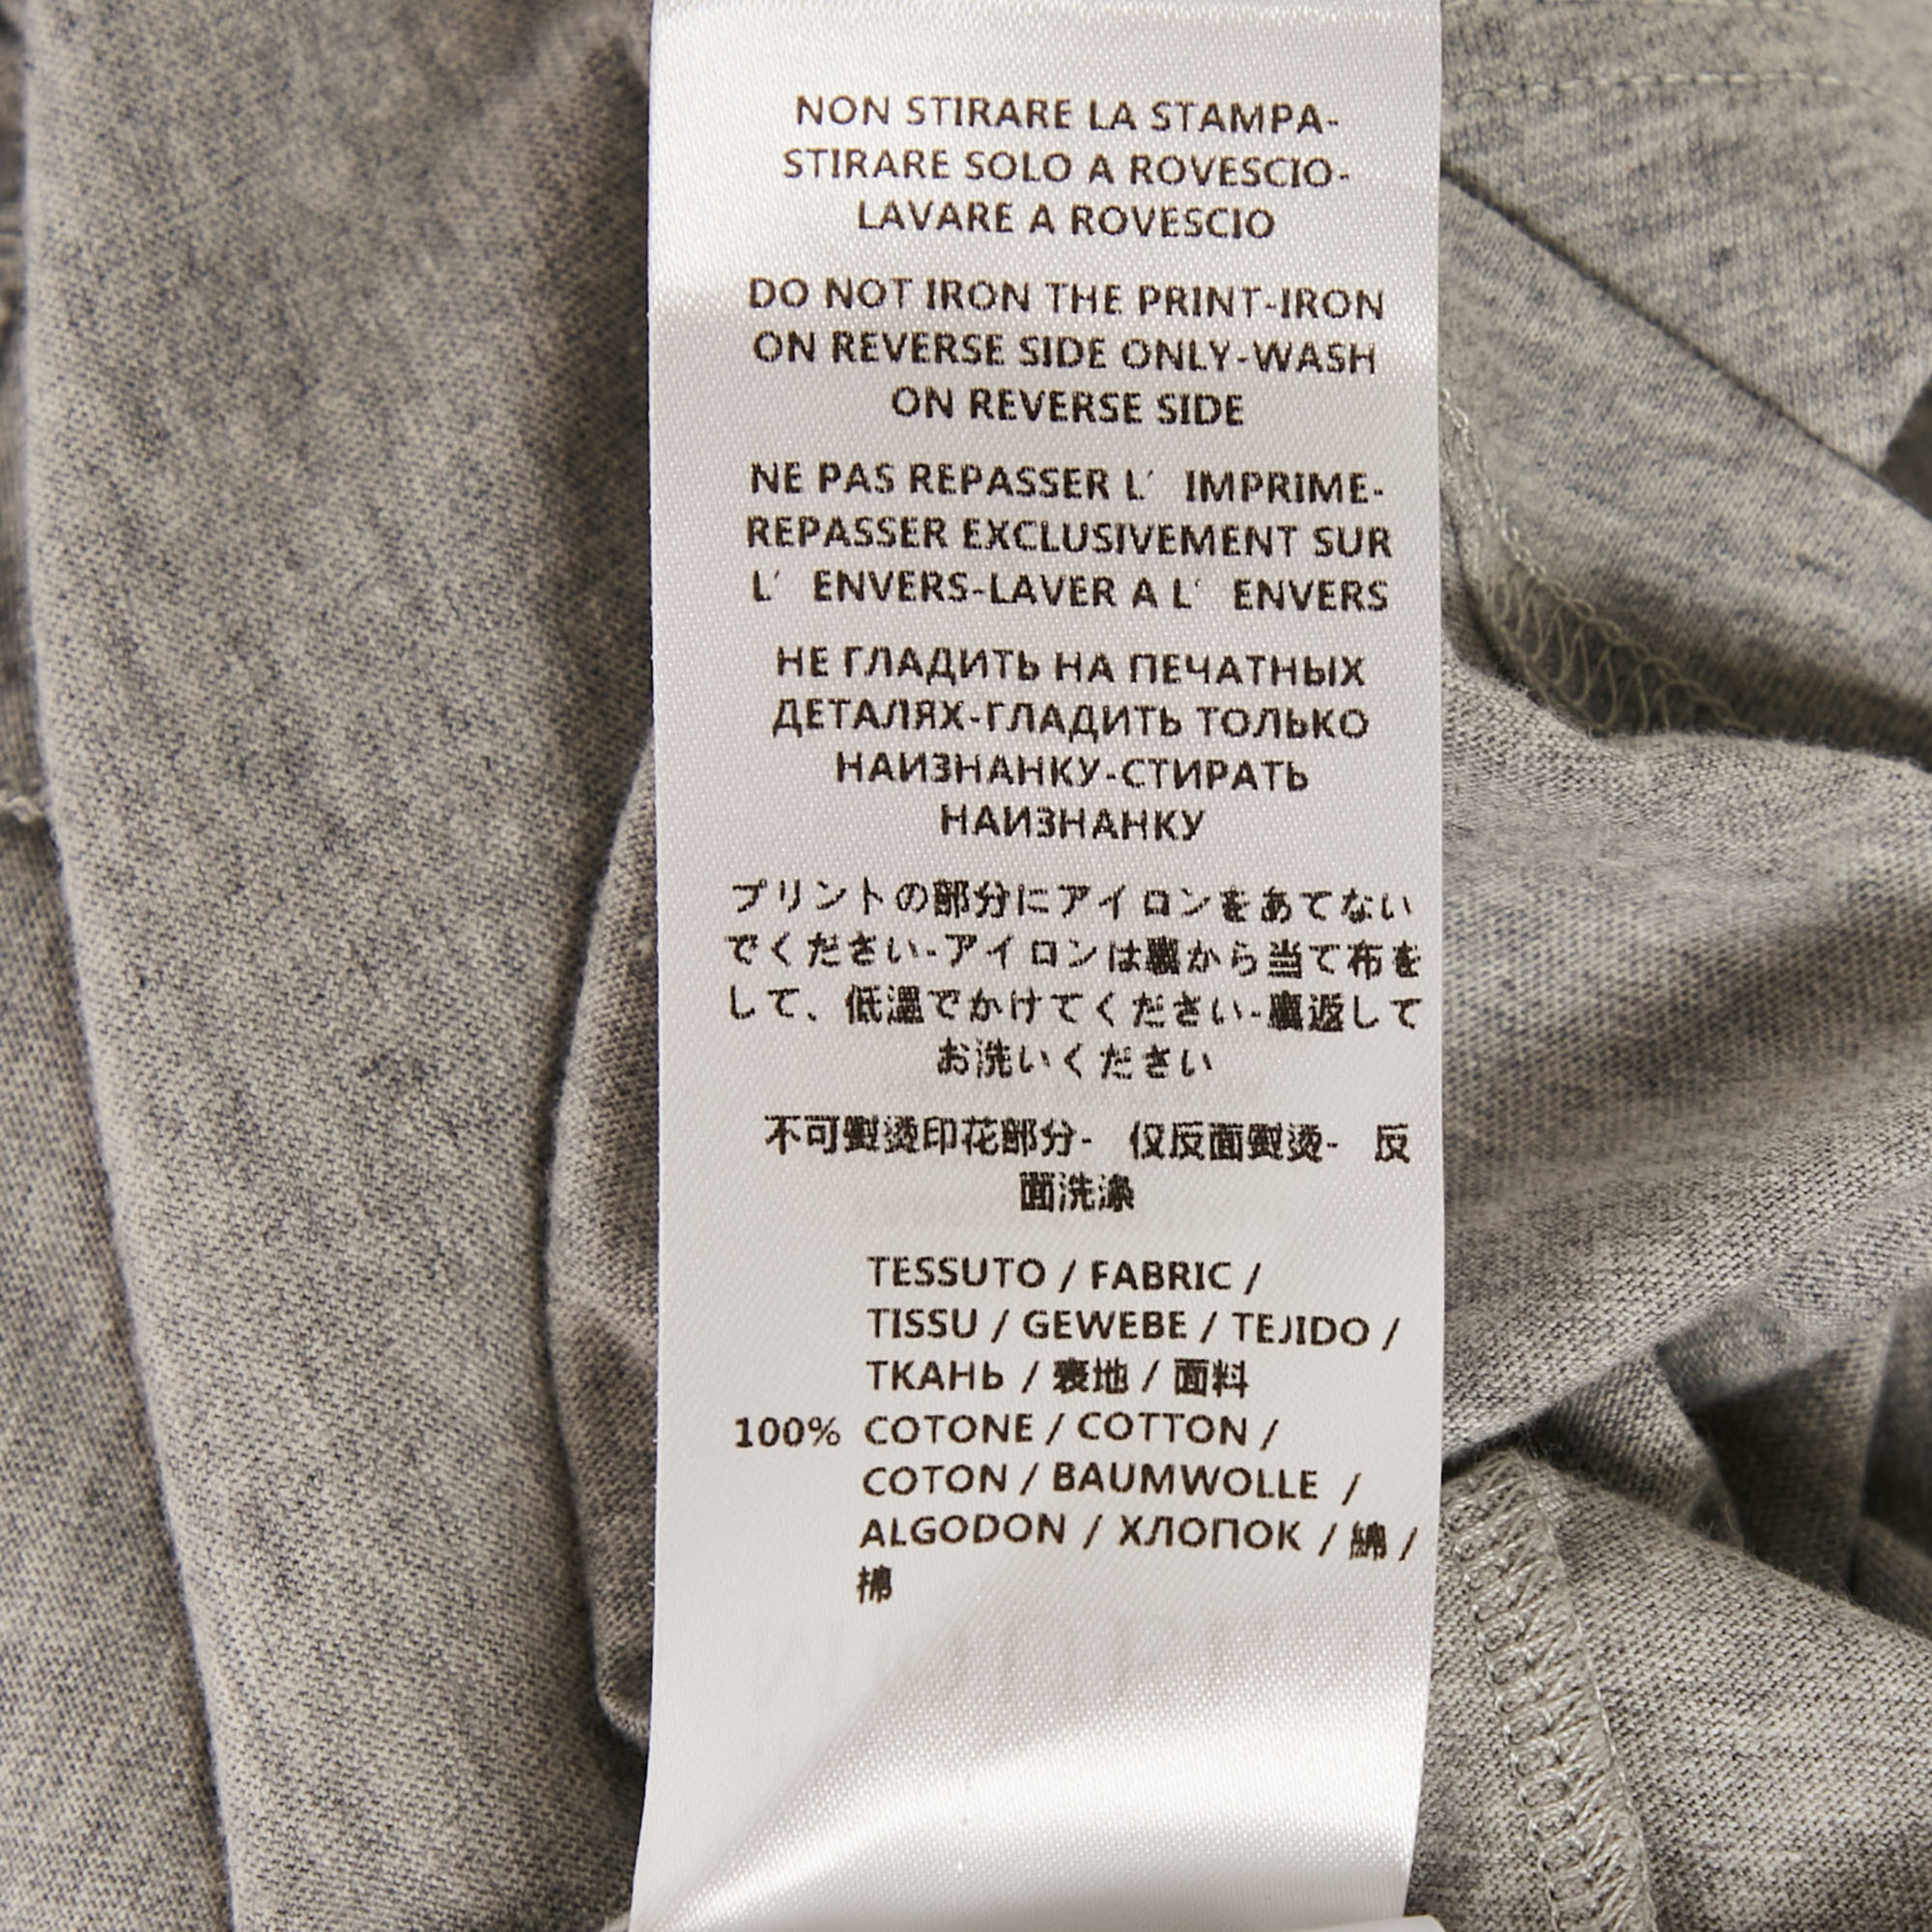 NON STIRARE LA STAMPA-
STIRARE SOLO A ROVESCIO-
LAVARE A ROVESCIO
DO NOT IRON THE PRINT-IRON
ON REVERSE SIDE ONLY-WASH
ON REVERSE SIDE
NE PAS REPASSER L' IMPRIME-
REPASSER EXCLUSIVEMENT SUR
L' ENVERS-LAVER A L' ENVERS
НЕ ГЛАДИТЬ НА ПЕЧАТНЫХ
ДЕТАЛЯХ-ГЛАДИТЬ ТОЛЬКО
НАИЗНАНКУ-СТИРАТЬ
НАИЗНАНКУ
プリントの部分にアイロンをあてない
でください-アイロンは裏から当て布を
して、低温でかけてください-裏返して
お洗いください
不可熨烫印花部分- 仅反面熨烫- 反
面洗涤
TESSUTO / FABRIC /
TISSU / GEWEBE / TEJIDO /
ТКАНЬ / 表地 / 面料
100% COTONE / COTTON /
COTON / BAUMWOLLE /
ALGODON / ХЛОПОК / 綿 /
棉